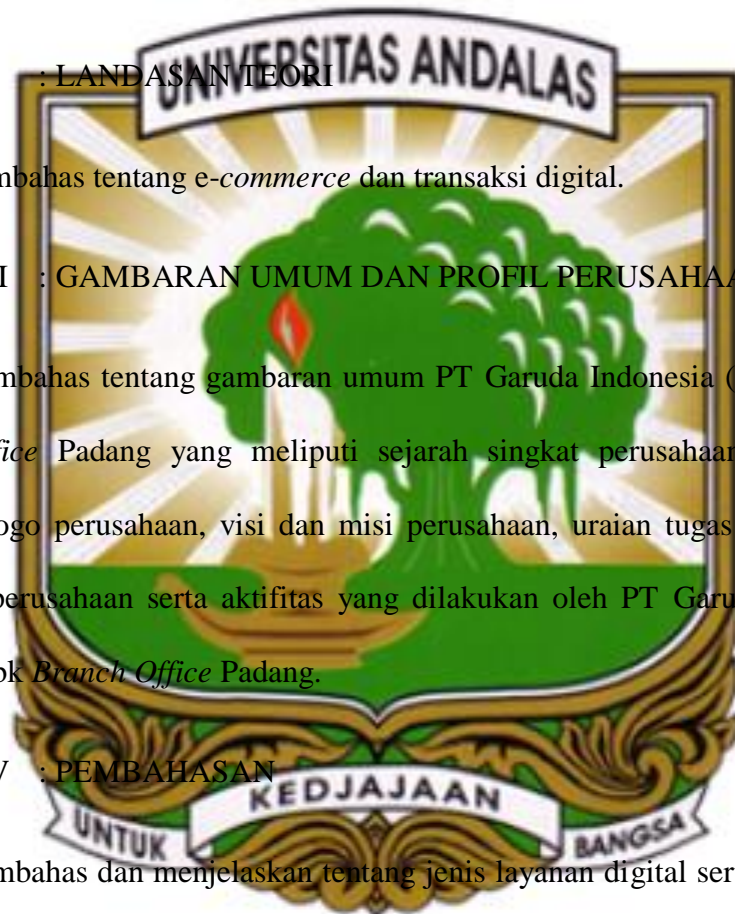 UNIVERSITAS ANDALAS
: LANDASAN TEORI
mbahas tentang e-commerce dan transaksi digital.
I : GAMBARAN UMUM DAN PROFIL PERUSAHAA
mbahas tentang gambaran umum PT Garuda Indonesia (
fice Padang yang meliputi sejarah singkat perusahaan
ogo perusahaan, visi dan misi perusahaan, uraian tugas
perusahaan serta aktifitas yang dilakukan oleh PT Garu
bk Branch Office Padang.
V : PEMBAHASAN
KEDJAJAAN
UNTUK BANGSA
mbahas dan menjelaskan tentang jenis layanan digital ser